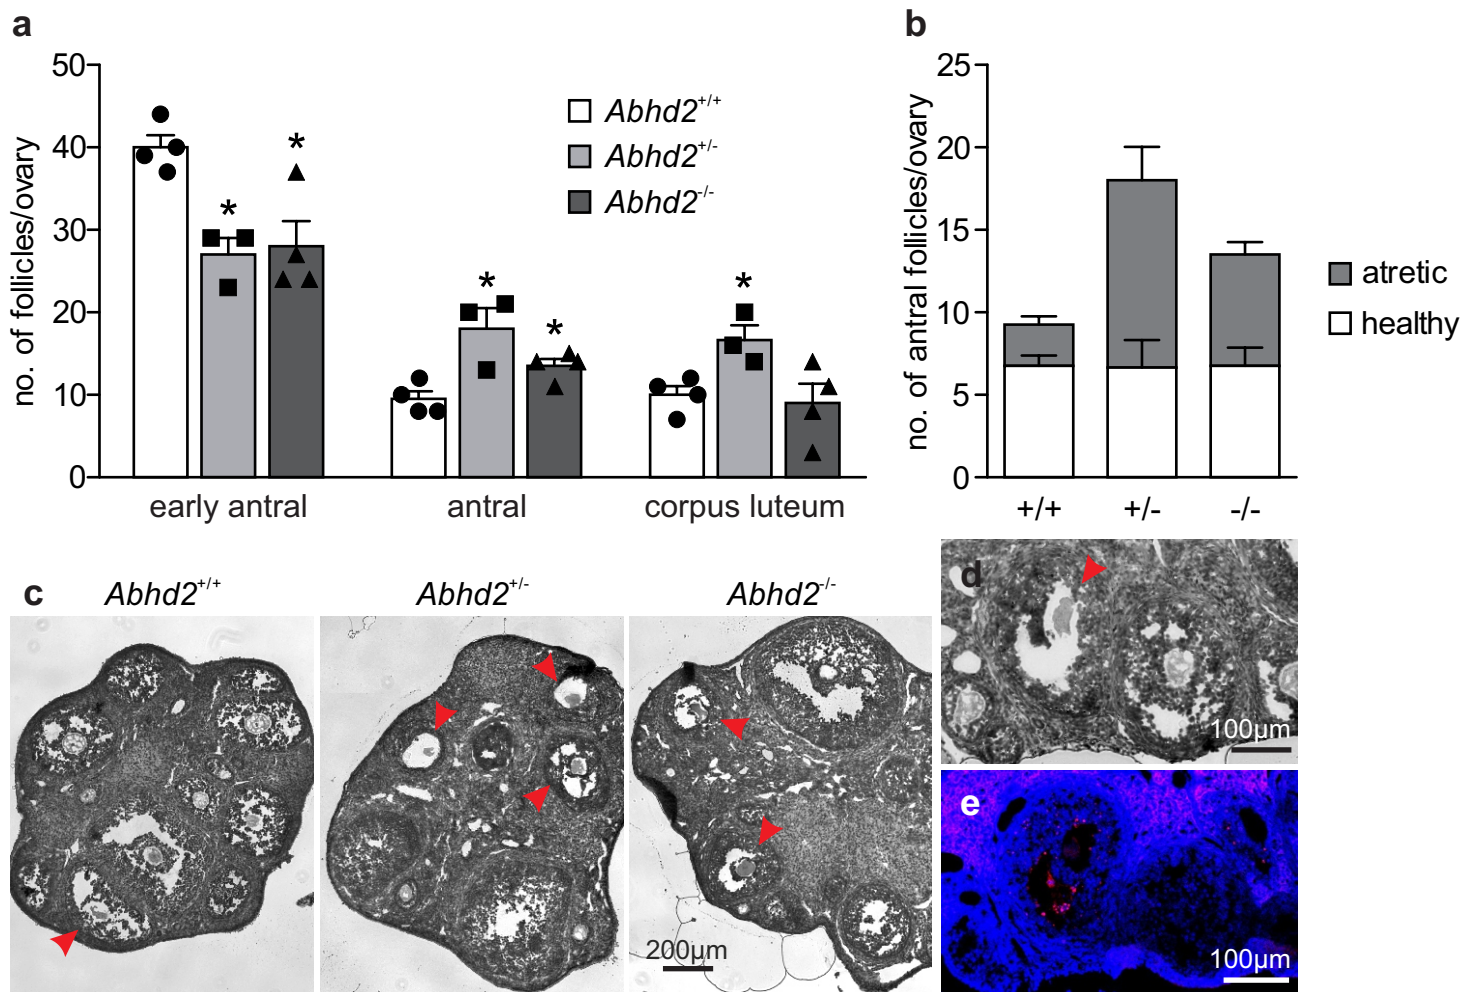 a
no. of follicles/ovary
50
40
30
20
10
0
*
*
*
*
*
early antral
antral
corpus luteum
Abhd2+/+
Abhd2+/-
Abhd2-/-
b
no. of antral follicles/ovary
25
20
15
10
5
0
+/+
+/-
-/-
atretic
healthy
c
Abhd2+/+
Abhd2+/-
Abhd2-/-
200µm
d
100µm
e
100µm